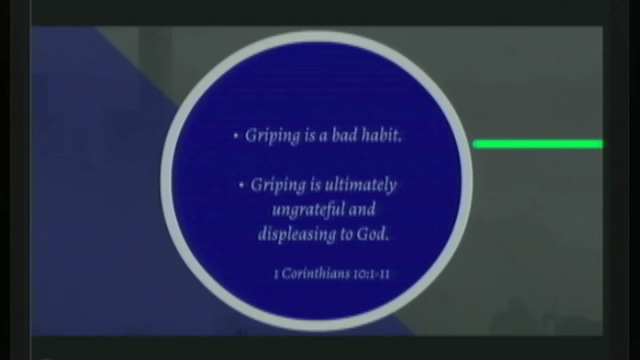 • Griping is a bad habit.
• Griping is ultimately
ungrateful and
displeasing to God.
1 Corinthians 10:1-11